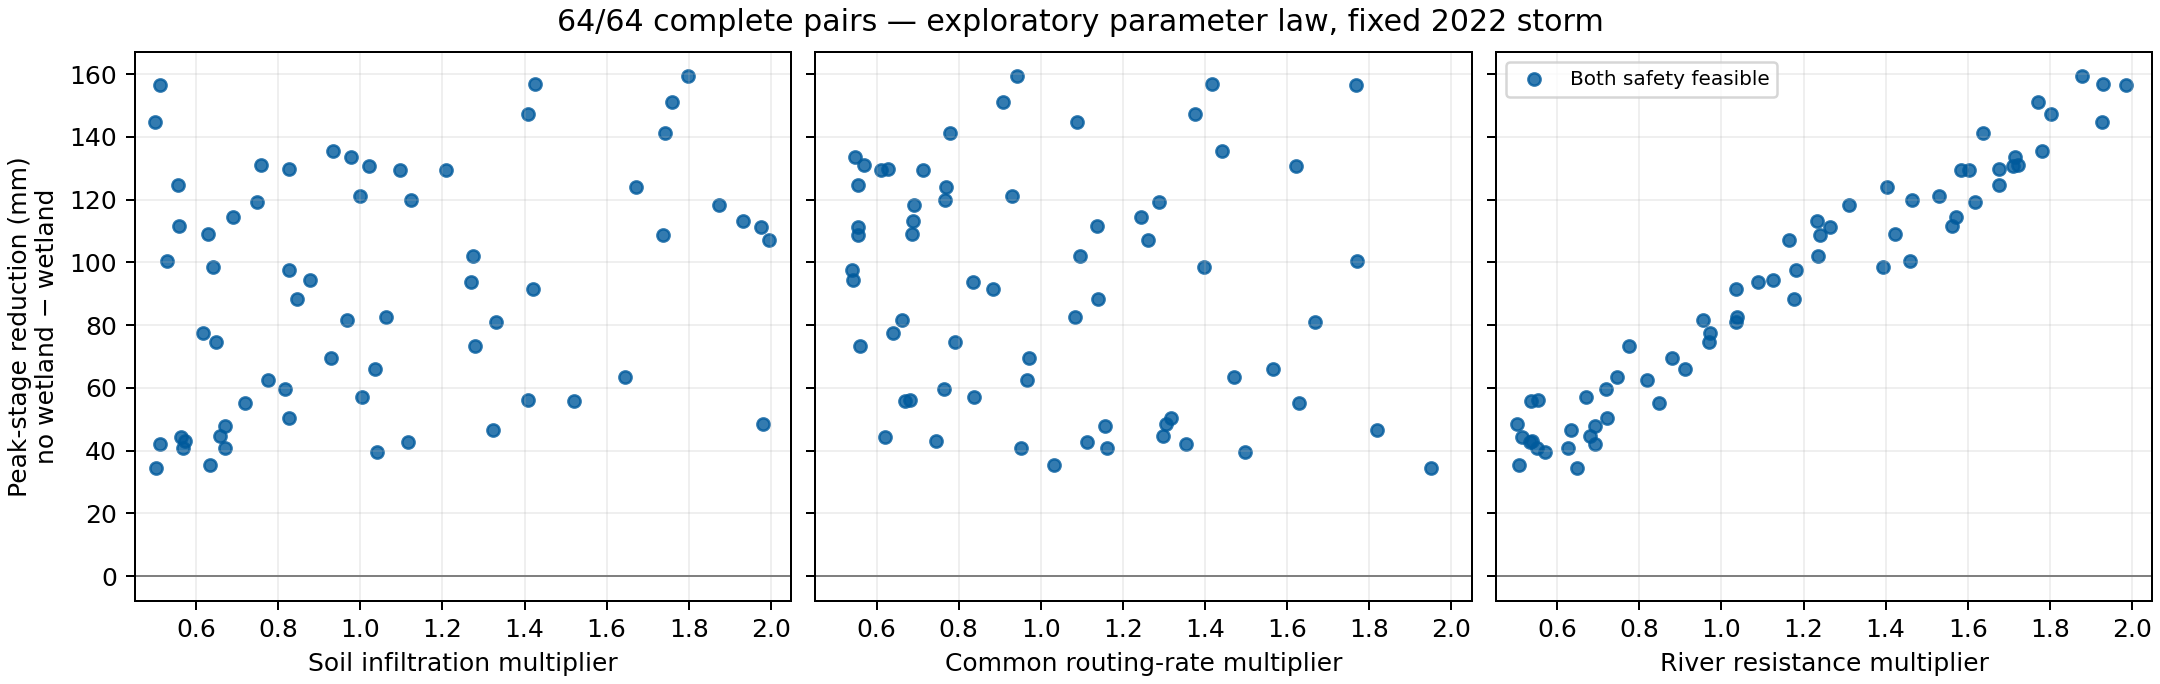 64/64 complete pairs — exploratory parameter law, fixed 2022 storm
Peak-stage reduction (mm)
no wetland − wetland
160
140
120
100
80
60
40
20
0
0.6 0.8 1.0 1.2 1.4 1.6 1.8 2.0
Soil infiltration multiplier
0.6 0.8 1.0 1.2 1.4 1.6 1.8 2.0
Common routing-rate multiplier
Both safety feasible
0.6 0.8 1.0 1.2 1.4 1.6 1.8 2.0
River resistance multiplier